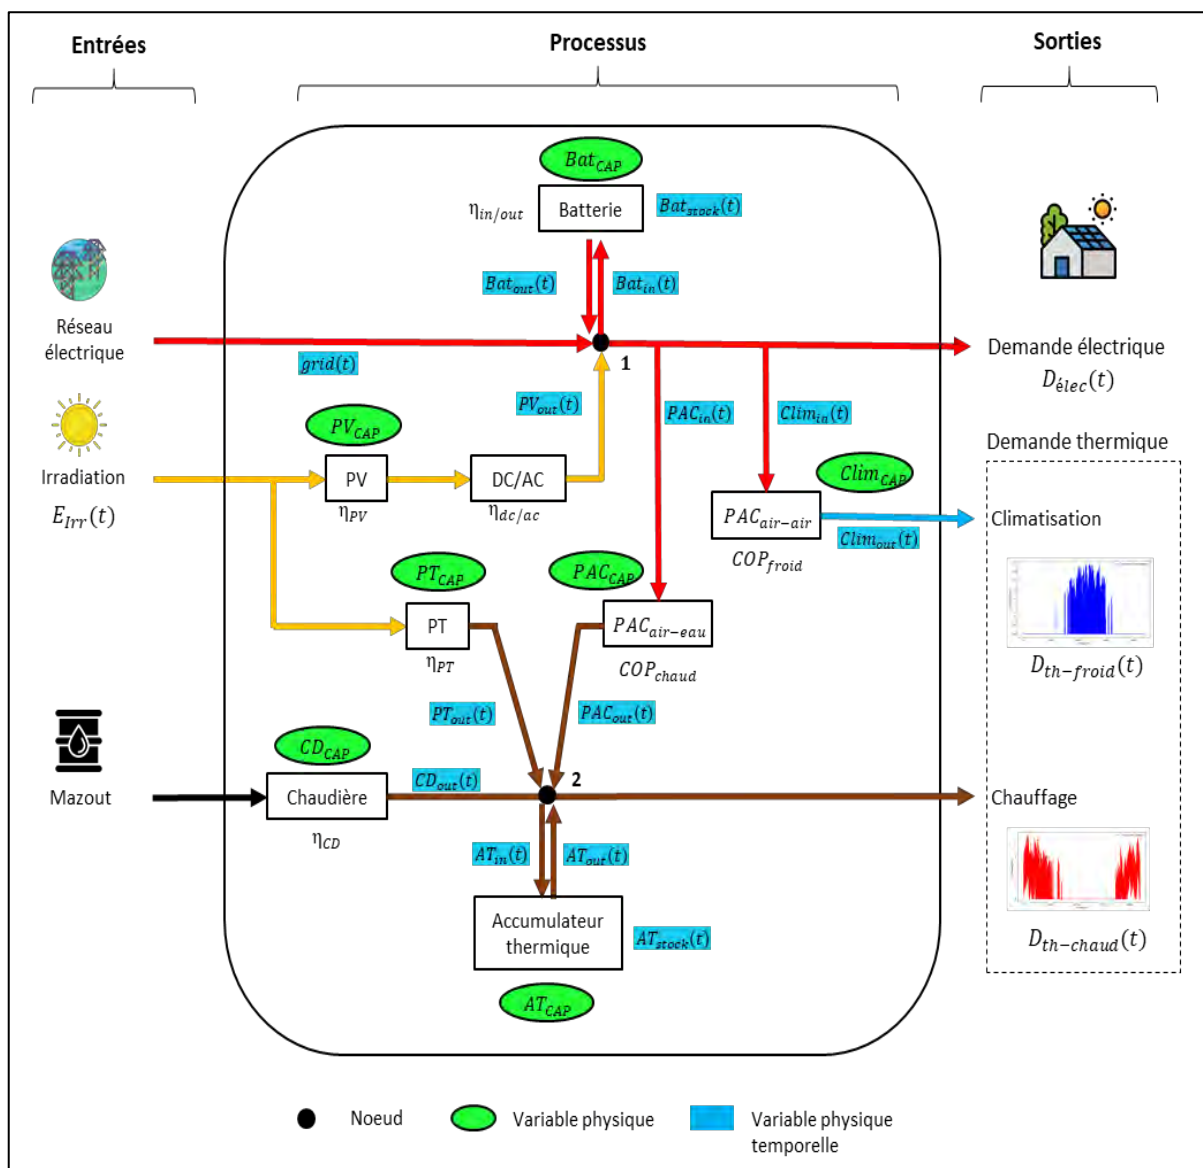 Entrées
Processus
Sorties
Bat_CAP
η_in/out
Batterie
Bat_stock(t)
Bat_out(t)
Bat_in(t)
Réseau
électrique
grid(t)
1
Demande électrique
D_élec(t)
PV_out(t)
PAC_in(t)
Clim_in(t)
PV_CAP
Demande thermique
Irradiation
E_Irr(t)
PV
η_PV
DC/AC
η_dc/ac
Clim_CAP
PAC_air-air
COP_froid
Clim_out(t)
Climatisation
PT_CAP
PAC_CAP
PT
η_PT
PAC_air-eau
COP_chaud
D_th-froid(t)
PT_out(t)
PAC_out(t)
CD_CAP
Mazout
Chaudière
η_CD
CD_out(t)
2
Chauffage
AT_in(t)
AT_out(t)
Accumulateur
thermique
AT_stock(t)
D_th-chaud(t)
AT_CAP
Noeud
Variable physique
Variable physique
temporelle